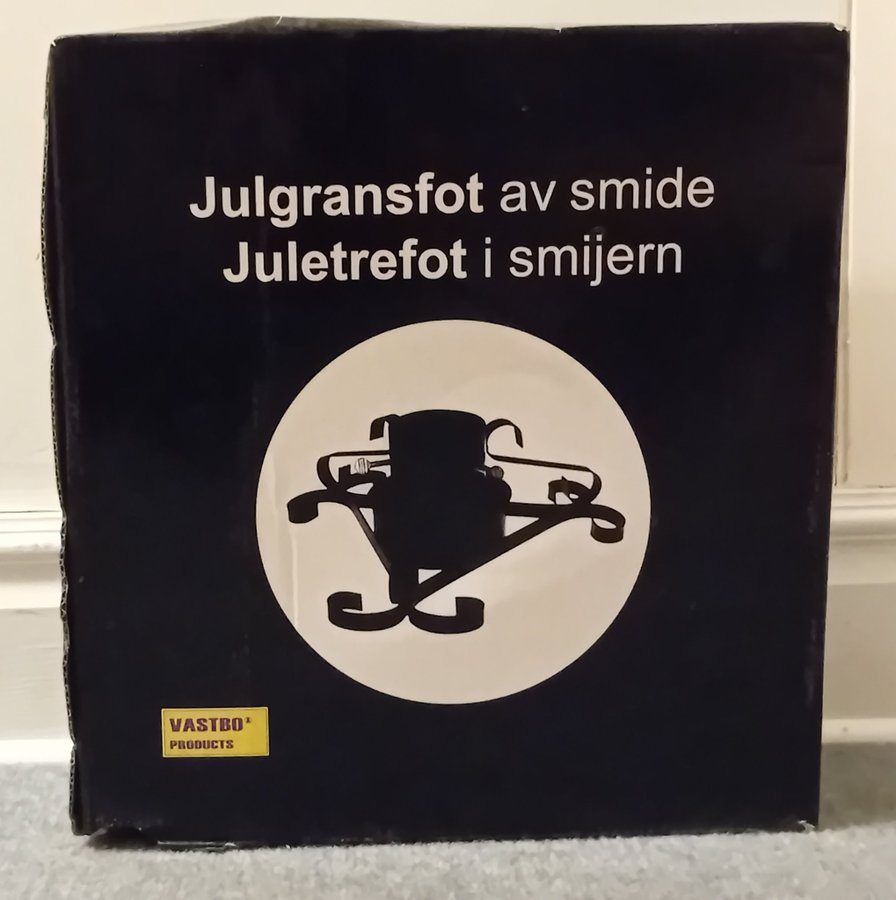 Julgransfot av smide
Juletrefot i smijern
VASTBO®
PRODUCTS